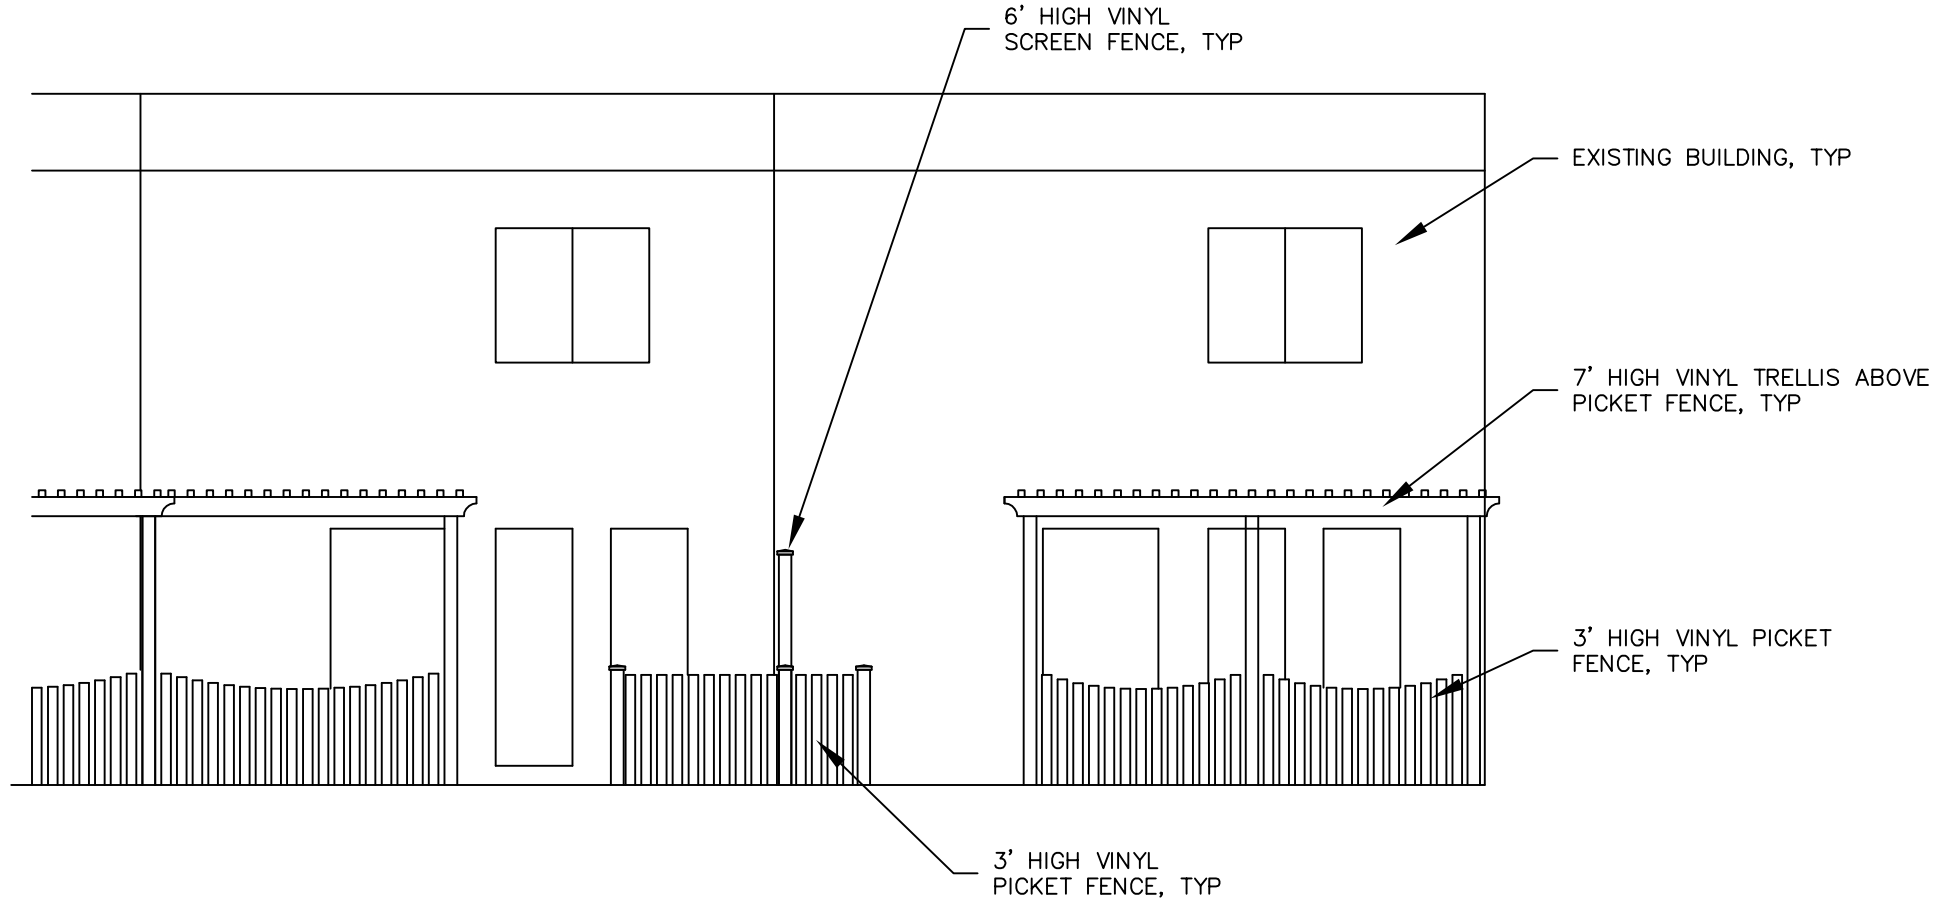 6' HIGH VINYL
SCREEN FENCE, TYP
EXISTING BUILDING, TYP
7' HIGH VINYL TRELLIS ABOVE
PICKET FENCE, TYP
3' HIGH VINYL PICKET
FENCE, TYP
3' HIGH VINYL
PICKET FENCE, TYP